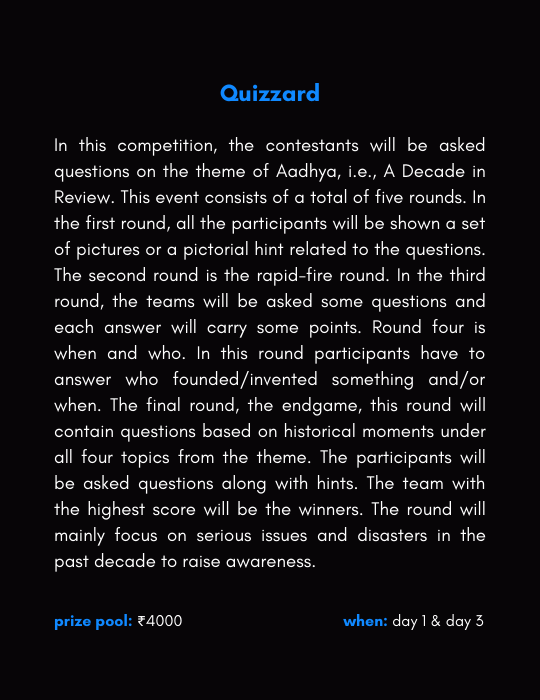 Quizzard
In this competition, the contestants will be asked
questions on the theme of Aadhya, i.e., A Decade in
Review. This event consists of a total of five rounds. In
the first round, all the participants will be shown a set
of pictures or a pictorial hint related to the questions.
The second round is the rapid-fire round. In the third
round, the teams will be asked some questions and
each answer will carry some points. Round four is
when and who. In this round participants have to
answer who founded/invented something and/or
when. The final round, the endgame, this round will
contain questions based on historical moments under
all four topics from the theme. The participants will
be asked questions along with hints. The team with
the highest score will be the winners. The round will
mainly focus on serious issues and disasters in the
past decade to raise awareness.
prize pool: ₹4000 when: day 1 & day 3